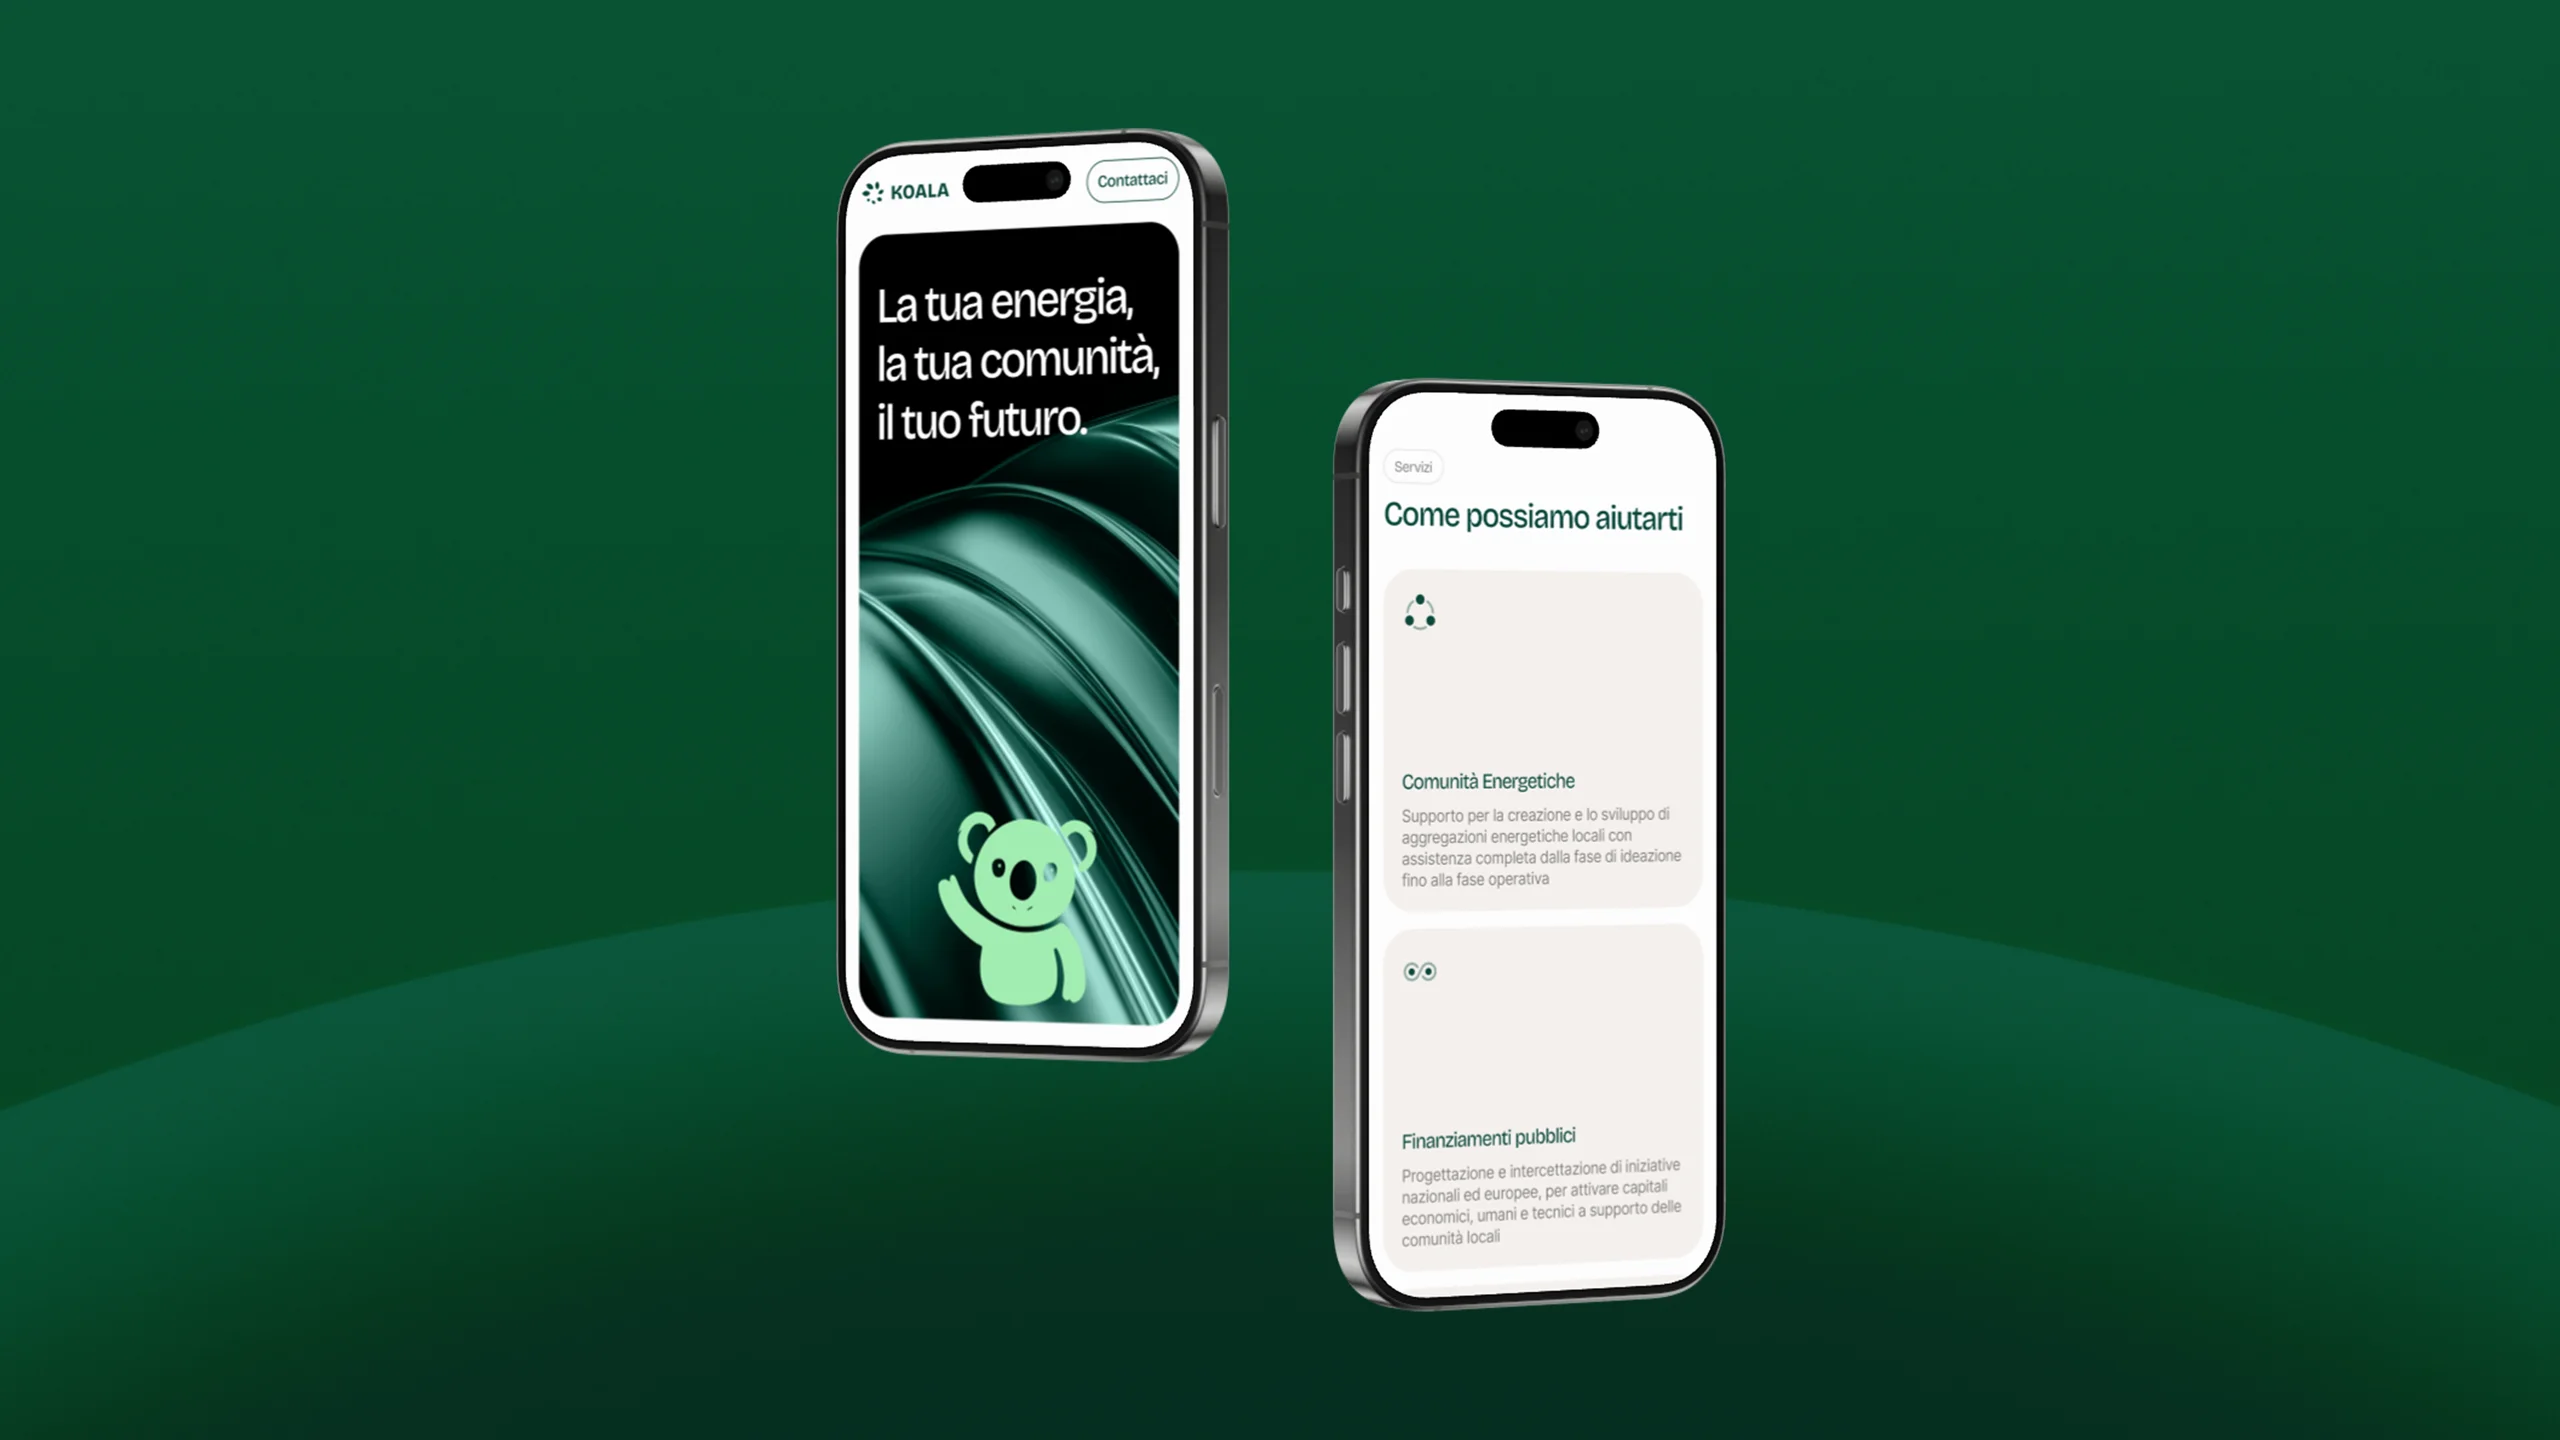 KOALA
Contattaci
La tua energia,
la tua comunità,
il tuo futuro.
Servizi
Come possiamo aiutarti
Comunità Energetiche
Supporto per la creazione e lo sviluppo di
aggregazioni energetiche locali con
assistenza completa dalla fase di ideazione
fino alla fase operativa
Finanziamenti pubblici
Progettazione e intercettazione di iniziative
nazionali ed europee, per attivare capitali
economici, umani e tecnici a supporto delle
comunità locali